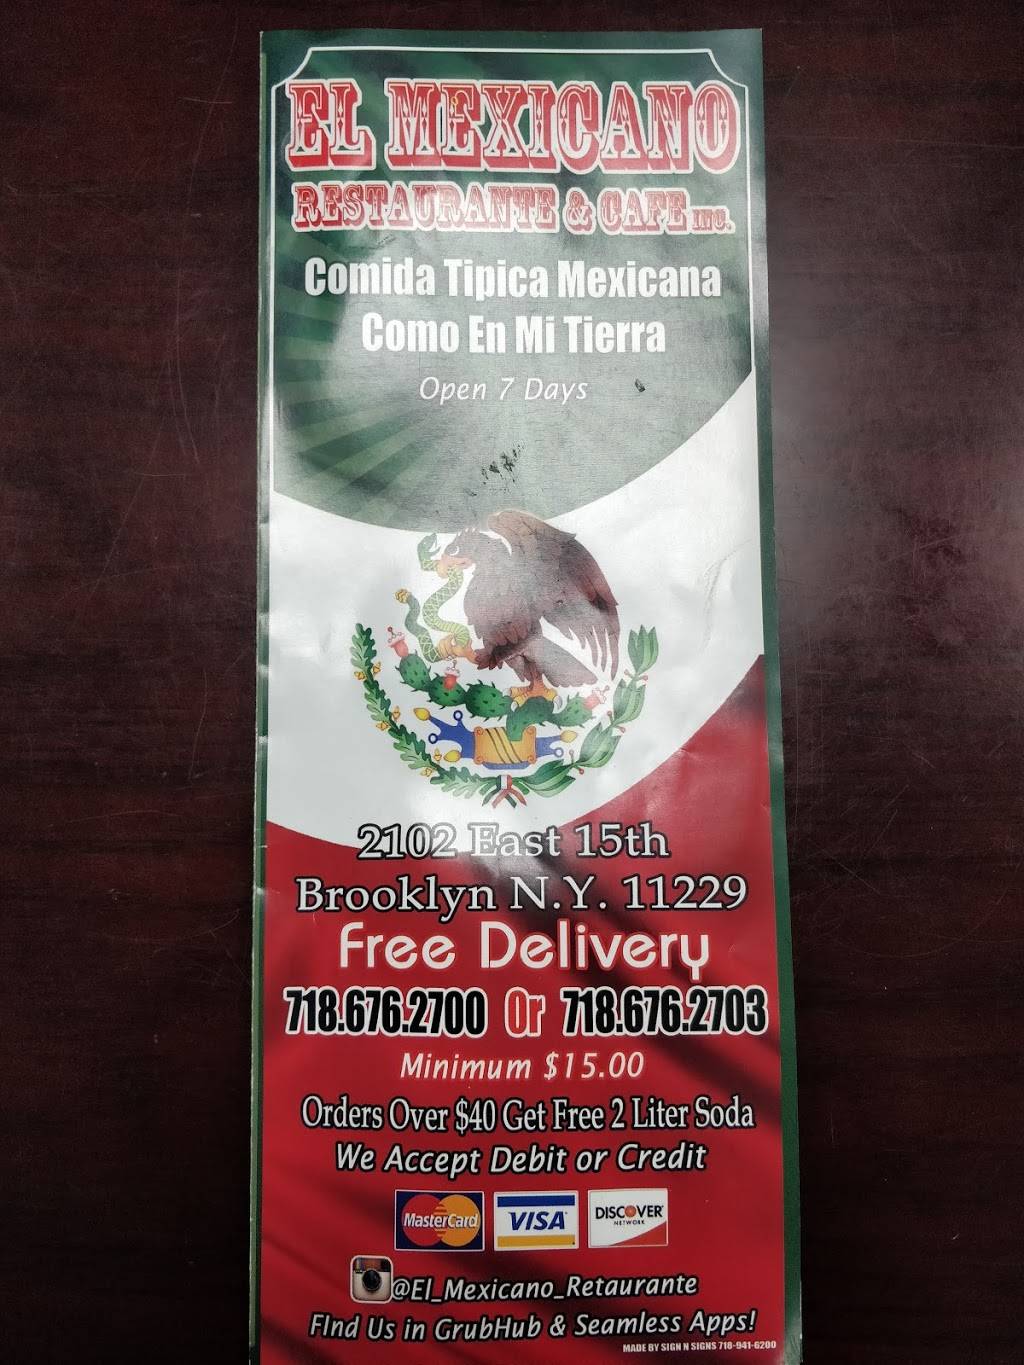 EL MEXICANO
RESTAURANTE & CAFE INC.
Comida Tipica Mexicana
Como En Mi Tierra
Open 7 Days
2102 East 15th
Brooklyn N.Y. 11229
Free Delivery
718.676.2700 Or 718.676.2703
Minimum $15.00
Orders Over $40 Get Free 2 Liter Soda
We Accept Debit or Credit
MasterCard VISA DISCOVER
NETWORK
@El_Mexicano_Retaurante
FInd Us in GrubHub & Seamless Apps!
MADE BY SIGN N SIGNS 718-941-6200